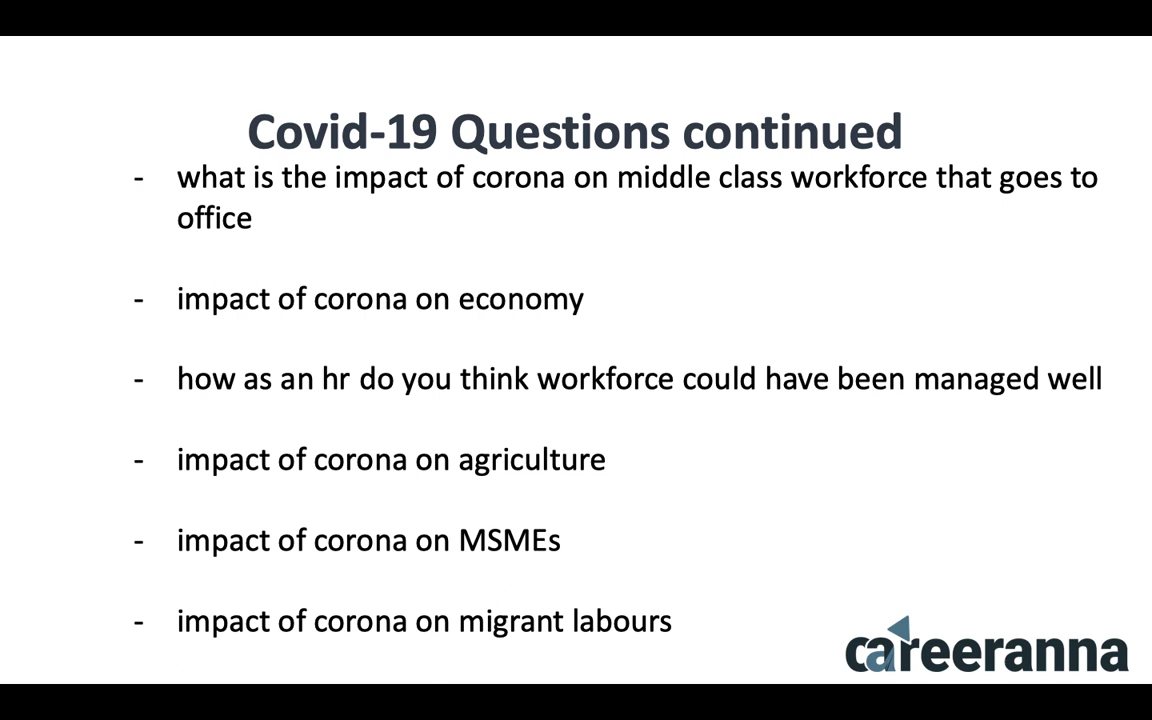 Covid-19 Questions continued
- what is the impact of corona on middle class workforce that goes to
office
- impact of corona on economy
- how as an hr do you think workforce could have been managed well
- impact of corona on agriculture
- impact of corona on MSMEs
- impact of corona on migrant labours
careeranna